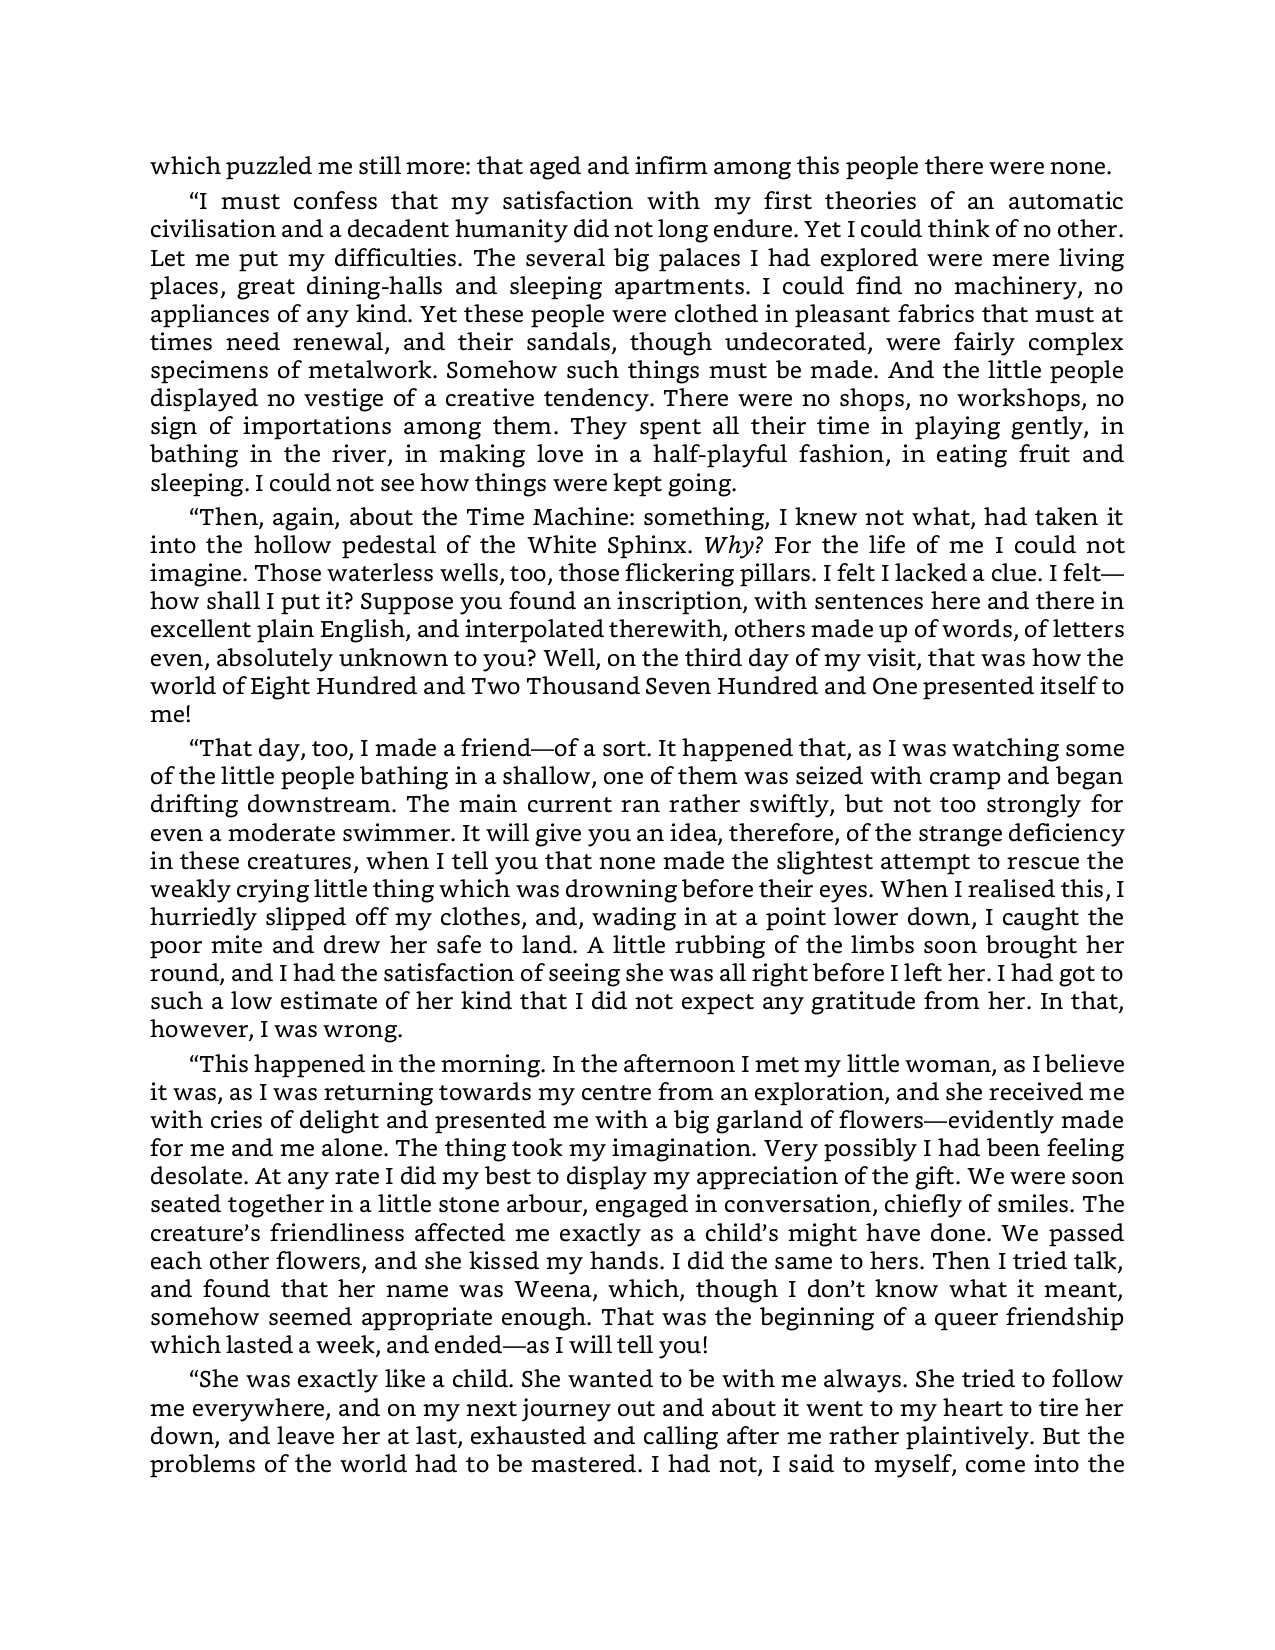 which puzzled me still more: that aged and infirm among this people there were none.
“I must confess that my satisfaction with my first theories of an automatic
civilisation and a decadent humanity did not long endure. Yet I could think of no other.
Let me put my difficulties. The several big palaces I had explored were mere living
places, great dining-halls and sleeping apartments. I could find no machinery, no
appliances of any kind. Yet these people were clothed in pleasant fabrics that must at
times need renewal, and their sandals, though undecorated, were fairly complex
specimens of metalwork. Somehow such things must be made. And the little people
displayed no vestige of a creative tendency. There were no shops, no workshops, no
sign of importations among them. They spent all their time in playing gently, in
bathing in the river, in making love in a half-playful fashion, in eating fruit and
sleeping. I could not see how things were kept going.
“Then, again, about the Time Machine: something, I knew not what, had taken it
into the hollow pedestal of the White Sphinx. Why? For the life of me I could not
imagine. Those waterless wells, too, those flickering pillars. I felt I lacked a clue. I felt—
how shall I put it? Suppose you found an inscription, with sentences here and there in
excellent plain English, and interpolated therewith, others made up of words, of letters
even, absolutely unknown to you? Well, on the third day of my visit, that was how the
world of Eight Hundred and Two Thousand Seven Hundred and One presented itself to
me!
“That day, too, I made a friend—of a sort. It happened that, as I was watching some
of the little people bathing in a shallow, one of them was seized with cramp and began
drifting downstream. The main current ran rather swiftly, but not too strongly for
even a moderate swimmer. It will give you an idea, therefore, of the strange deficiency
in these creatures, when I tell you that none made the slightest attempt to rescue the
weakly crying little thing which was drowning before their eyes. When I realised this, I
hurriedly slipped off my clothes, and, wading in at a point lower down, I caught the
poor mite and drew her safe to land. A little rubbing of the limbs soon brought her
round, and I had the satisfaction of seeing she was all right before I left her. I had got to
such a low estimate of her kind that I did not expect any gratitude from her. In that,
however, I was wrong.
“This happened in the morning. In the afternoon I met my little woman, as I believe
it was, as I was returning towards my centre from an exploration, and she received me
with cries of delight and presented me with a big garland of flowers—evidently made
for me and me alone. The thing took my imagination. Very possibly I had been feeling
desolate. At any rate I did my best to display my appreciation of the gift. We were soon
seated together in a little stone arbour, engaged in conversation, chiefly of smiles. The
creature’s friendliness affected me exactly as a child’s might have done. We passed
each other flowers, and she kissed my hands. I did the same to hers. Then I tried talk,
and found that her name was Weena, which, though I don’t know what it meant,
somehow seemed appropriate enough. That was the beginning of a queer friendship
which lasted a week, and ended—as I will tell you!
“She was exactly like a child. She wanted to be with me always. She tried to follow
me everywhere, and on my next journey out and about it went to my heart to tire her
down, and leave her at last, exhausted and calling after me rather plaintively. But the
problems of the world had to be mastered. I had not, I said to myself, come into the